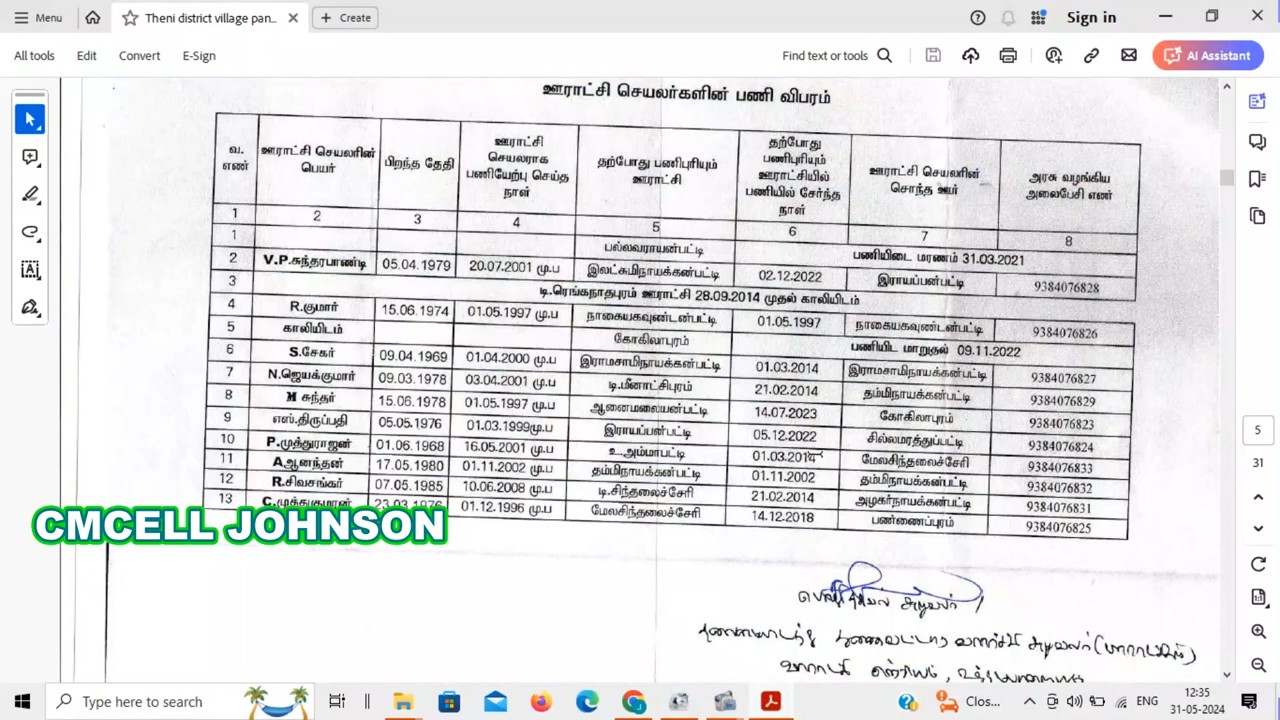 Menu
Theni district village pan...
Create
Sign in
All tools
Edit
Convert
E-Sign
Find text or tools
AI Assistant
ஊராட்சி செயலர்களின் பணி விபரம்
வ. எண் ஊராட்சி செயலரின் பெயர் பிறந்த தேதி ஊராட்சி செயலராக பணியேற்பு செய்த நாள் தற்போது பணிபுரியும் ஊராட்சி தற்போது பணிபுரியும் ஊராட்சியில் பணியில் சேர்ந்த நாள் ஊராட்சி செயலரின் சொந்த ஊர் அரசு வழங்கிய அலைபேசி எண்
1 2 3 4 5 6 7 8
1 பல்லவராயன்பட்டி பணியிடை மரணம் 31.03.2021
2 V.P.சுந்தரபாண்டி 05.04.1979 20.07.2001 மு.ப இலட்சுமிநாயக்கன்பட்டி 02.12.2022 இராயப்பன்பட்டி 9384076828
3 டி.ரெங்கநாதபுரம் ஊராட்சி 28.09.2014 முதல் காலியிடம்
4 R.குமார் 15.06.1974 01.05.1997 மு.ப நாகையகவுண்டன்பட்டி 01.05.1997 நாகையகவுண்டன்பட்டி 9384076826
5 காலியிடம் கோகிலாபுரம் பணியிட மாறுதல் 09.11.2022
6 S.சேகர் 09.04.1969 01.04.2000 மு.ப இராமசாமிநாயக்கன்பட்டி 01.03.2014 இராமசாமிநாயக்கன்பட்டி 9384076827
7 N.ஜெயக்குமார் 09.03.1978 03.04.2001 மு.ப டி.மீனாட்சிபுரம் 21.02.2014 தம்மிநாயக்கன்பட்டி 9384076829
8 M சுந்தர் 15.06.1978 01.05.1997 மு.ப ஆனைமலையன்பட்டி 14.07.2023 கோகிலாபுரம் 9384076823
9 எஸ்.திருப்பதி 05.05.1976 01.03.1999மு.ப இராயப்பன்பட்டி 05.12.2022 சில்லமரத்துப்பட்டி 9384076824
10 P.முத்துராஜன் 01.06.1968 16.05.2001 மு.ப உ.அம்மாபட்டி 01.03.2014 மேலசிந்தலைச்சேரி 9384076833
11 A.ஆனந்தன் 17.05.1980 01.11.2002 மு.ப தம்மிநாயக்கன்பட்டி 01.11.2002 தம்மிநாயக்கன்பட்டி 9384076832
12 R.சிவசங்கர் 07.05.1985 10.06.2008 மு.ப டி.சிந்தலைச்சேரி 21.02.2014 அழகர்நாயக்கன்பட்டி 9384076831
13 C.முத்துகுமரன் 23.03.1976 01.12.1996 மு.ப மேலசிந்தலைச்சேரி 14.12.2018 பண்ணைப்புரம் 9384076825
CMCELL JOHNSON
5
31
Type here to search
Clos...
ENG
12:35
31-05-2024